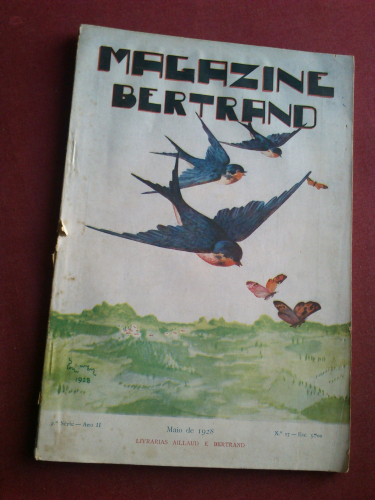 MAGAZINE
BERTRAND
1928
Maio de 1928
LIVRARIAS AILLAUD E BERTRAND